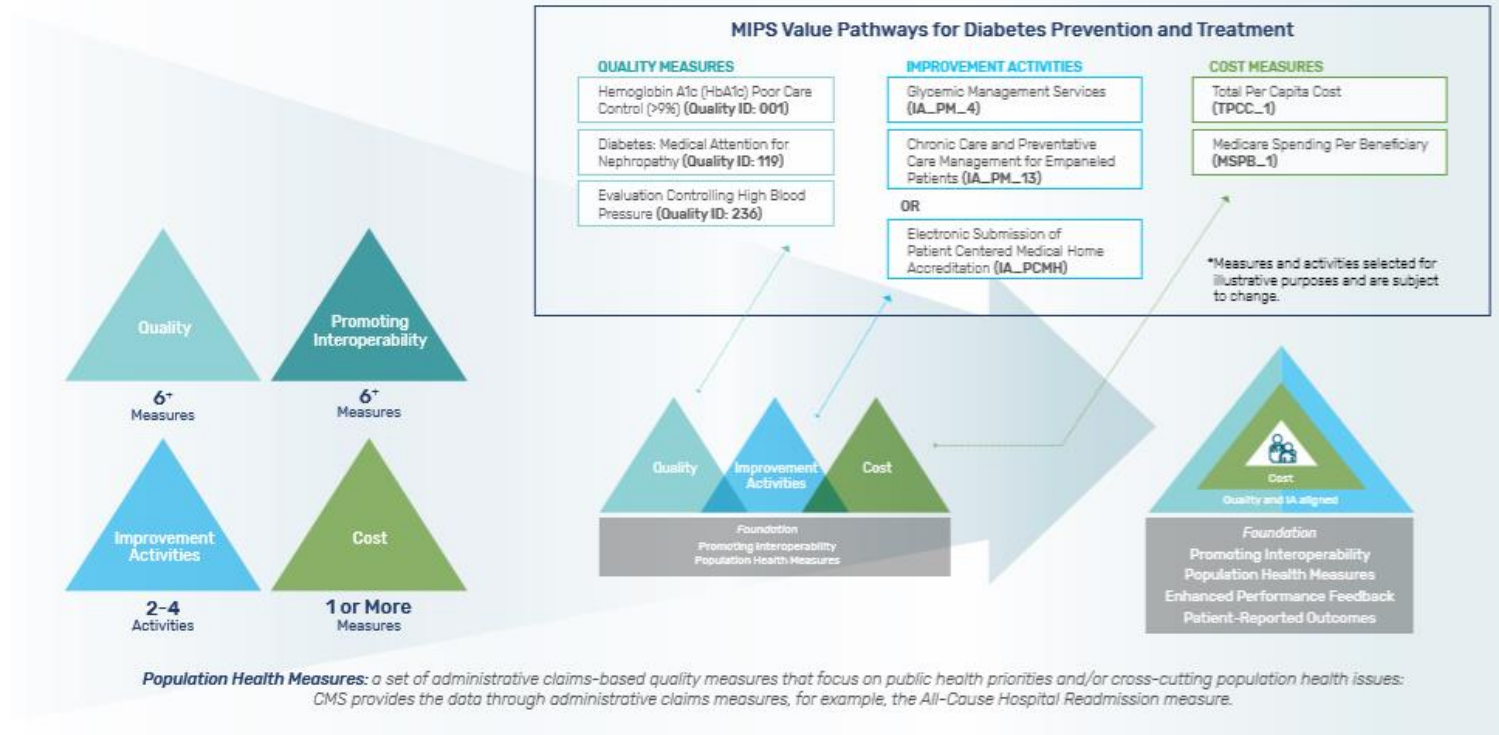 MIPS Value Pathways for Diabetes Prevention and Treatment
QUALITY MEASURES
Hemoglobin A1c (HbA1c) Poor Care
Control (>9%) (Quality ID: 001)
Diabetes: Medical Attention for
Nephropathy (Quality ID: 119)
Evaluation Controlling High Blood
Pressure (Quality ID: 236)
IMPROVEMENT ACTIVITIES
Glycemic Management Services
(IA_PM_4)
Chronic Care and Preventative
Care Management for Empaneled
Patients (IA_PM_13)
OR
Electronic Submission of
Patient Centered Medical Home
Accreditation (IA_PCMH)
COST MEASURES
Total Per Capita Cost
(TPCC_1)
Medicare Spending Per Beneficiary
(MSPB_1)
*Measures and activities selected for
illustrative purposes and are subject
to change.
Quality
6+
Measures
Promoting
Interoperability
6+
Measures
Improvement
Activities
2-4
Activities
Cost
1 or More
Measures
Quality
Improvement
Activities
Cost
Foundation
Promoting Interoperability
Population Health Measures
Cost
Quality and IA aligned
Foundation
Promoting Interoperability
Population Health Measures
Enhanced Performance Feedback
Patient-Reported Outcomes
Population Health Measures: a set of administrative claims-based quality measures that focus on public health priorities and/or cross-cutting population health issues;
CMS provides the data through administrative claims measures, for example, the All-Cause Hospital Readmission measure.